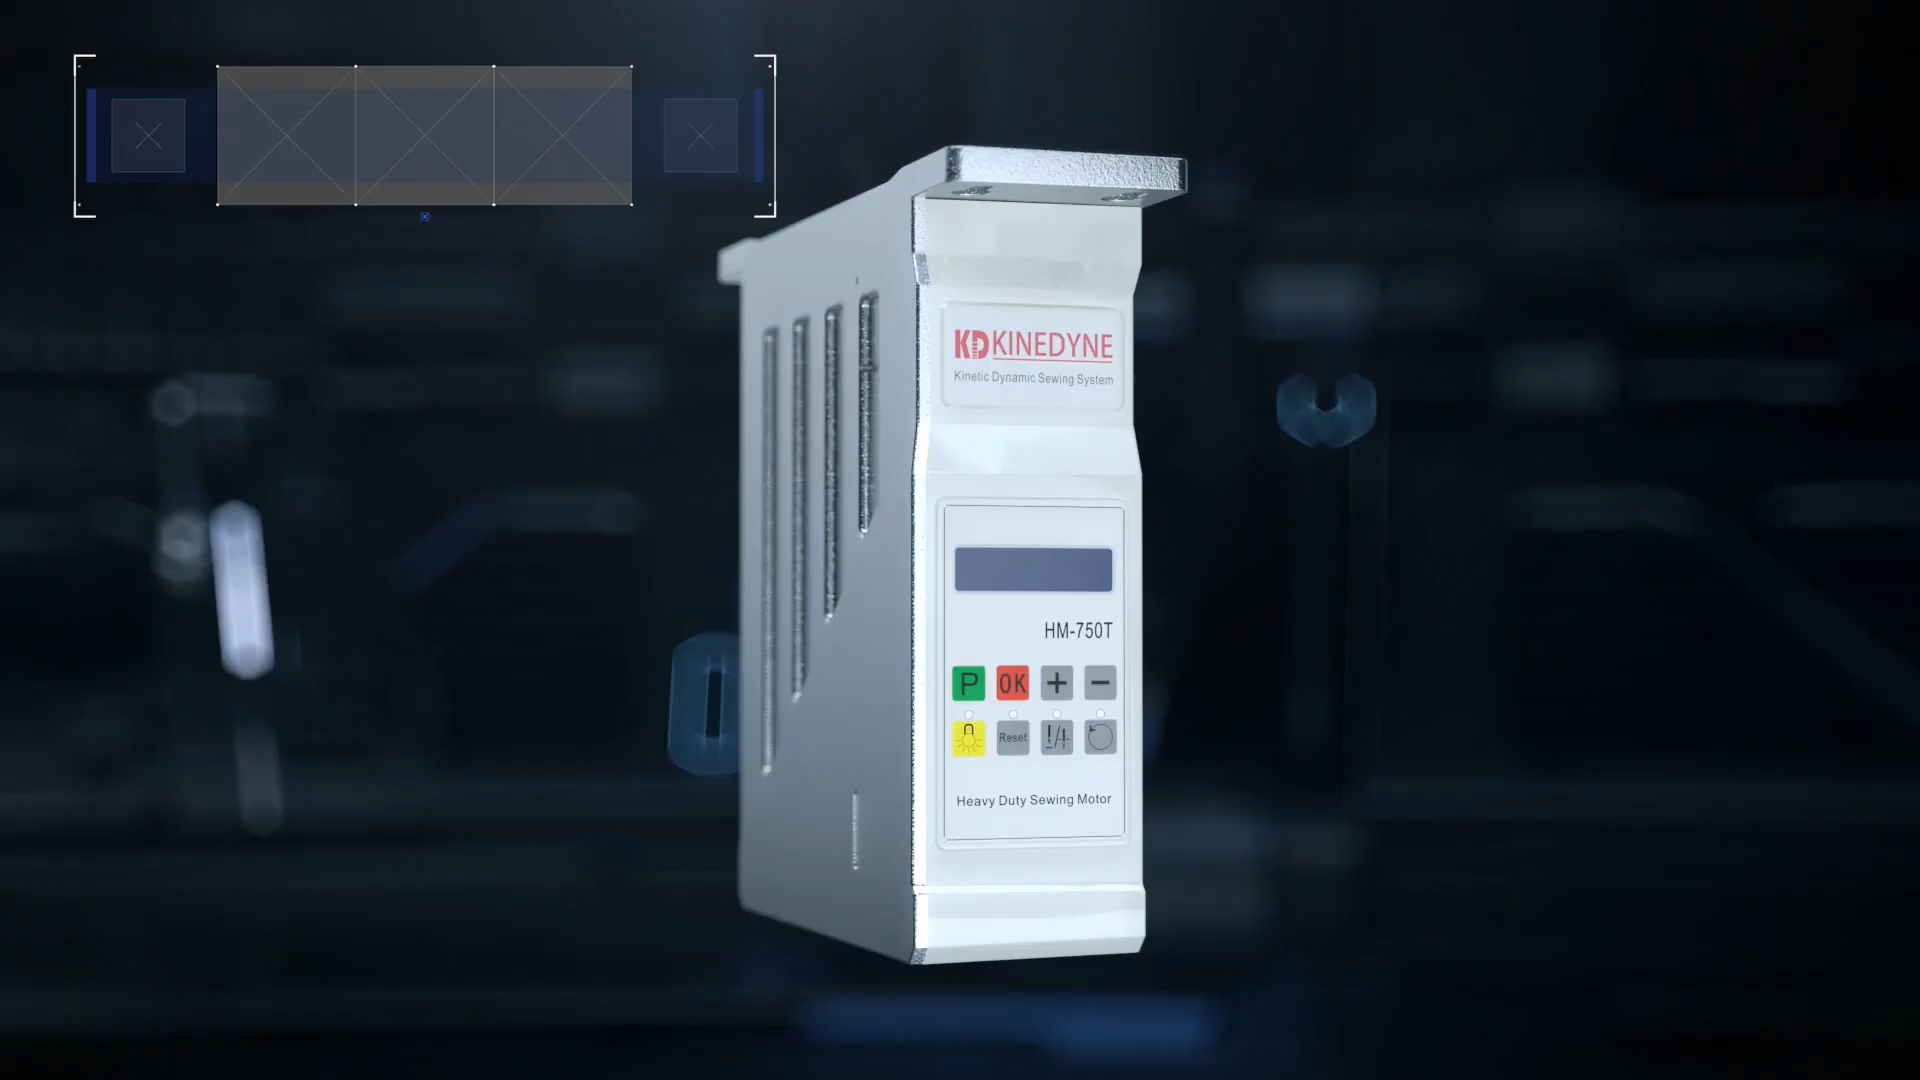 KD KINEDYNE
Kinetic Dynamic Sewing System
HM-750T
P OK + −
Reset
Heavy Duty Sewing Motor